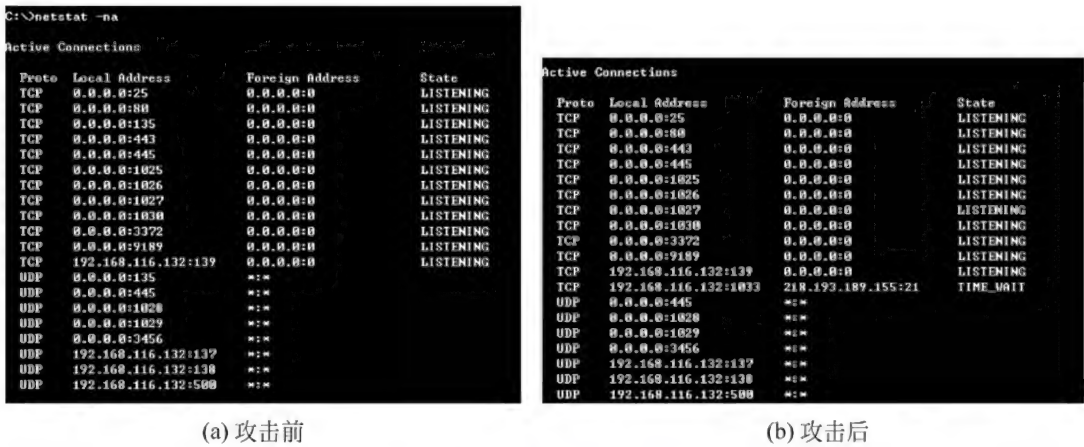 C:\>netstat -na
Active Connections
Proto Local Address Foreign Address State
TCP 0.0.0.0:25 0.0.0.0:0 LISTENING
TCP 0.0.0.0:80 0.0.0.0:0 LISTENING
TCP 0.0.0.0:135 0.0.0.0:0 LISTENING
TCP 0.0.0.0:443 0.0.0.0:0 LISTENING
TCP 0.0.0.0:445 0.0.0.0:0 LISTENING
TCP 0.0.0.0:1025 0.0.0.0:0 LISTENING
TCP 0.0.0.0:1026 0.0.0.0:0 LISTENING
TCP 0.0.0.0:1027 0.0.0.0:0 LISTENING
TCP 0.0.0.0:1030 0.0.0.0:0 LISTENING
TCP 0.0.0.0:3372 0.0.0.0:0 LISTENING
TCP 0.0.0.0:9189 0.0.0.0:0 LISTENING
TCP 192.168.116.132:139 0.0.0.0:0 LISTENING
UDP 0.0.0.0:135 *:*
UDP 0.0.0.0:445 *:*
UDP 0.0.0.0:1028 *:*
UDP 0.0.0.0:1029 *:*
UDP 0.0.0.0:3456 *:*
UDP 192.168.116.132:137 *:*
UDP 192.168.116.132:138 *:*
UDP 192.168.116.132:500 *:*
(a) 攻击前
Active Connections
Proto Local Address Foreign Address State
TCP 0.0.0.0:25 0.0.0.0:0 LISTENING
TCP 0.0.0.0:80 0.0.0.0:0 LISTENING
TCP 0.0.0.0:443 0.0.0.0:0 LISTENING
TCP 0.0.0.0:445 0.0.0.0:0 LISTENING
TCP 0.0.0.0:1025 0.0.0.0:0 LISTENING
TCP 0.0.0.0:1026 0.0.0.0:0 LISTENING
TCP 0.0.0.0:1027 0.0.0.0:0 LISTENING
TCP 0.0.0.0:1030 0.0.0.0:0 LISTENING
TCP 0.0.0.0:3372 0.0.0.0:0 LISTENING
TCP 0.0.0.0:9189 0.0.0.0:0 LISTENING
TCP 192.168.116.132:139 0.0.0.0:0 LISTENING
TCP 192.168.116.132:1033 218.193.189.155:21 TIME_WAIT
UDP 0.0.0.0:445 *:*
UDP 0.0.0.0:1028 *:*
UDP 0.0.0.0:1029 *:*
UDP 0.0.0.0:3456 *:*
UDP 192.168.116.132:137 *:*
UDP 192.168.116.132:138 *:*
UDP 192.168.116.132:500 *:*
(b) 攻击后